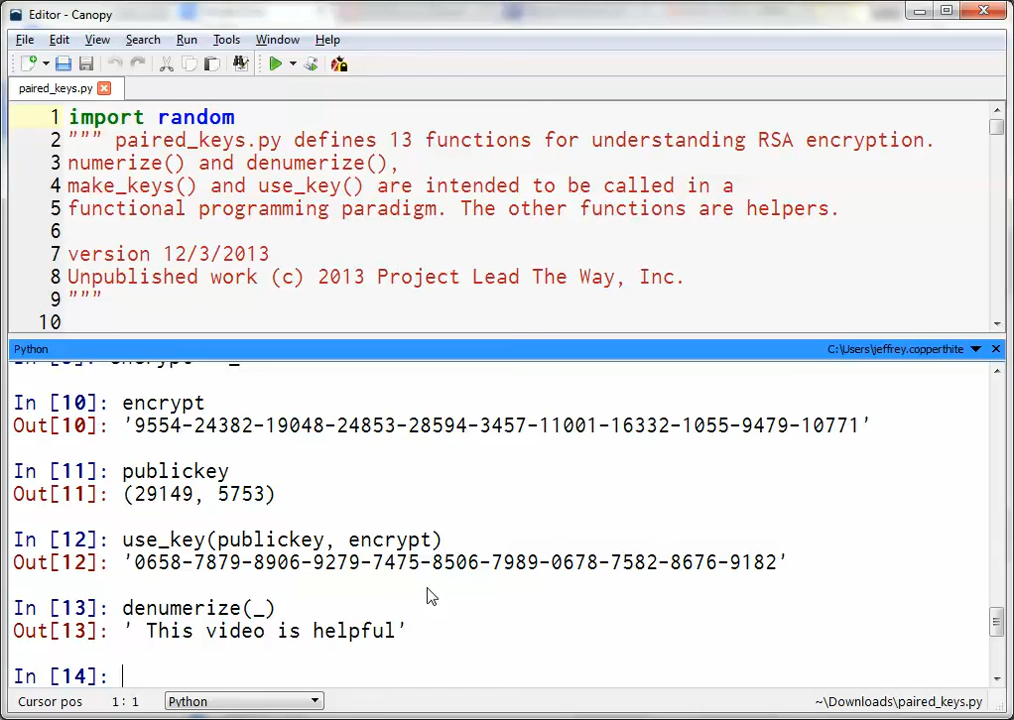 Editor - Canopy
File Edit View Search Run Tools Window Help
paired_keys.py
1 import random
2 """ paired_keys.py defines 13 functions for understanding RSA encryption.
3 numerize() and denumerize(),
4 make_keys() and use_key() are intended to be called in a
5 functional programming paradigm. The other functions are helpers.
6
7 version 12/3/2013
8 Unpublished work (c) 2013 Project Lead The Way, Inc.
9 """
10
Python C:\Users\jeffrey.copperthite
In [10]: encrypt
Out[10]: '9554-24382-19048-24853-28594-3457-11001-16332-1055-9479-10771'
In [11]: publickey
Out[11]: (29149, 5753)
In [12]: use_key(publickey, encrypt)
Out[12]: '0658-7879-8906-9279-7475-8506-7989-0678-7582-8676-9182'
In [13]: denumerize(_)
Out[13]: ' This video is helpful'
In [14]:
Cursor pos 1: 1 Python ~\Downloads\paired_keys.py